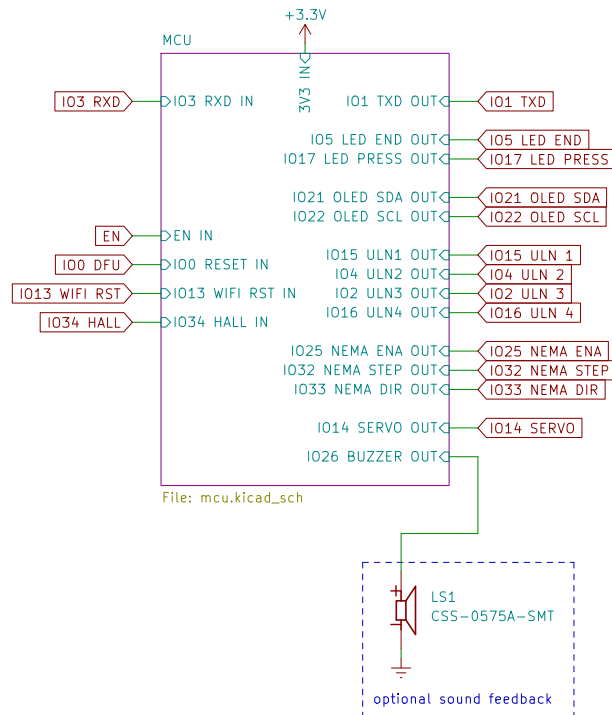 +3.3V
MCU
3V3 IN
IO3 RXD
IO3 RXD IN
IO1 TXD OUT
IO1 TXD
IO5 LED END OUT
IO5 LED END
IO17 LED PRESS OUT
IO17 LED PRESS
IO21 OLED SDA OUT
IO21 OLED SDA
IO22 OLED SCL OUT
IO22 OLED SCL
EN
EN IN
IO15 ULN1 OUT
IO15 ULN 1
IO0 DFU
IO0 RESET IN
IO4 ULN2 OUT
IO4 ULN 2
IO13 WIFI RST
IO13 WIFI RST IN
IO2 ULN3 OUT
IO2 ULN 3
IO16 ULN4 OUT
IO16 ULN 4
IO34 HALL
IO34 HALL IN
IO25 NEMA ENA OUT
IO25 NEMA ENA
IO32 NEMA STEP OUT
IO32 NEMA STEP
IO33 NEMA DIR OUT
IO33 NEMA DIR
IO14 SERVO OUT
IO14 SERVO
IO26 BUZZER OUT
File: mcu.kicad_sch
LS1
CSS-0575A-SMT
optional sound feedback